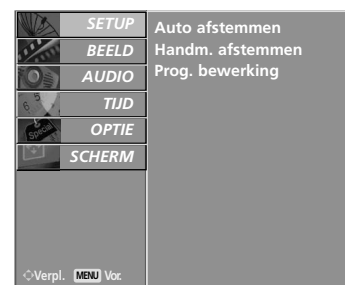 SETUP
BEELD
AUDIO
TIJD
OPTIE
SCHERM
Auto afstemmen
Handm. afstemmen
Prog. bewerking
Verpl. MENU Vor.